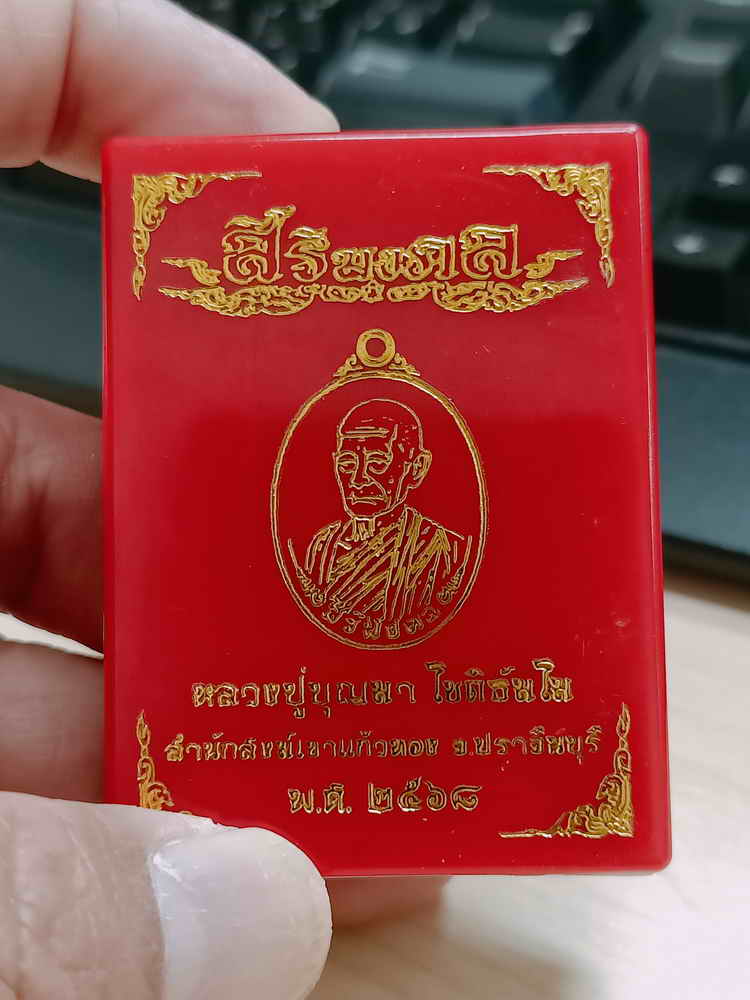 สิริมงคล
หลวงปู่บุญมา โชติธัมโม
สำนักสงฆ์เขาแก้วทอง จ.ปราจีนบุรี
พ.ศ. ๒๕๖๘